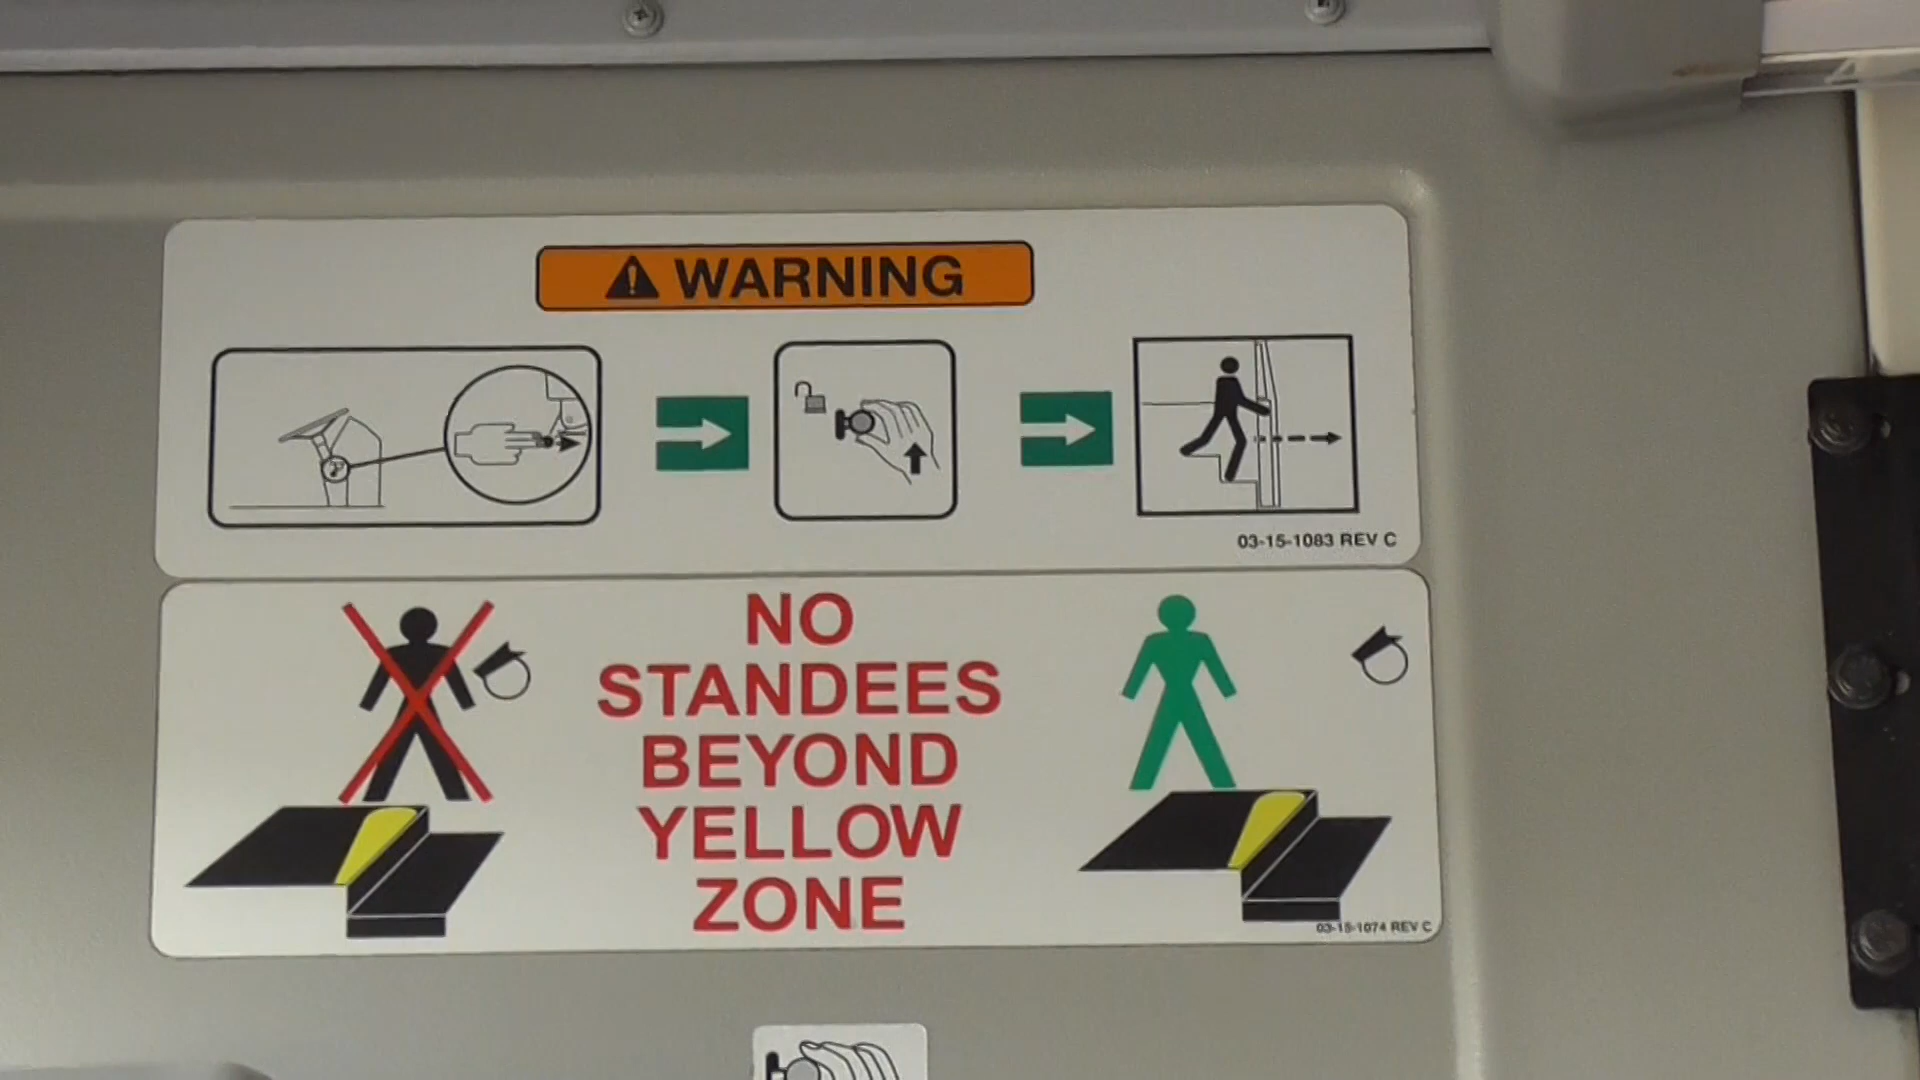 WARNING
03-15-1083 REV C
NO
STANDEES
BEYOND
YELLOW
ZONE
03-15-1074 REV C